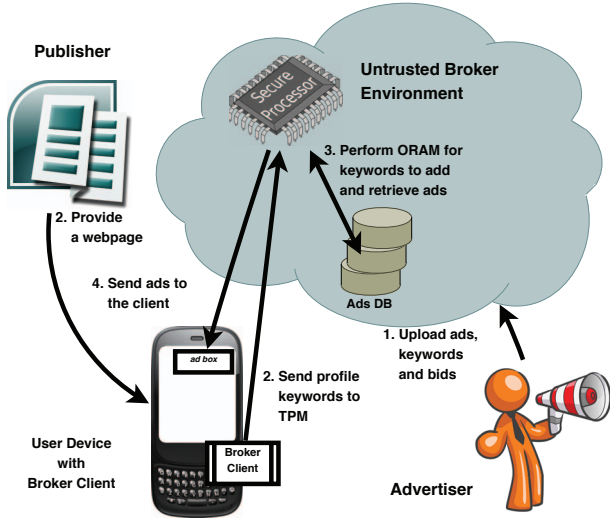 Publisher
Untrusted Broker
Environment
Secure
Processor
3. Perform ORAM for
keywords to add
and retrieve ads
2. Provide
a webpage
4. Send ads to
the client
Ads DB
1. Upload ads,
keywords
and bids
ad box
2. Send profile
keywords to
TPM
User Device
with
Broker Client
Broker
Client
Advertiser